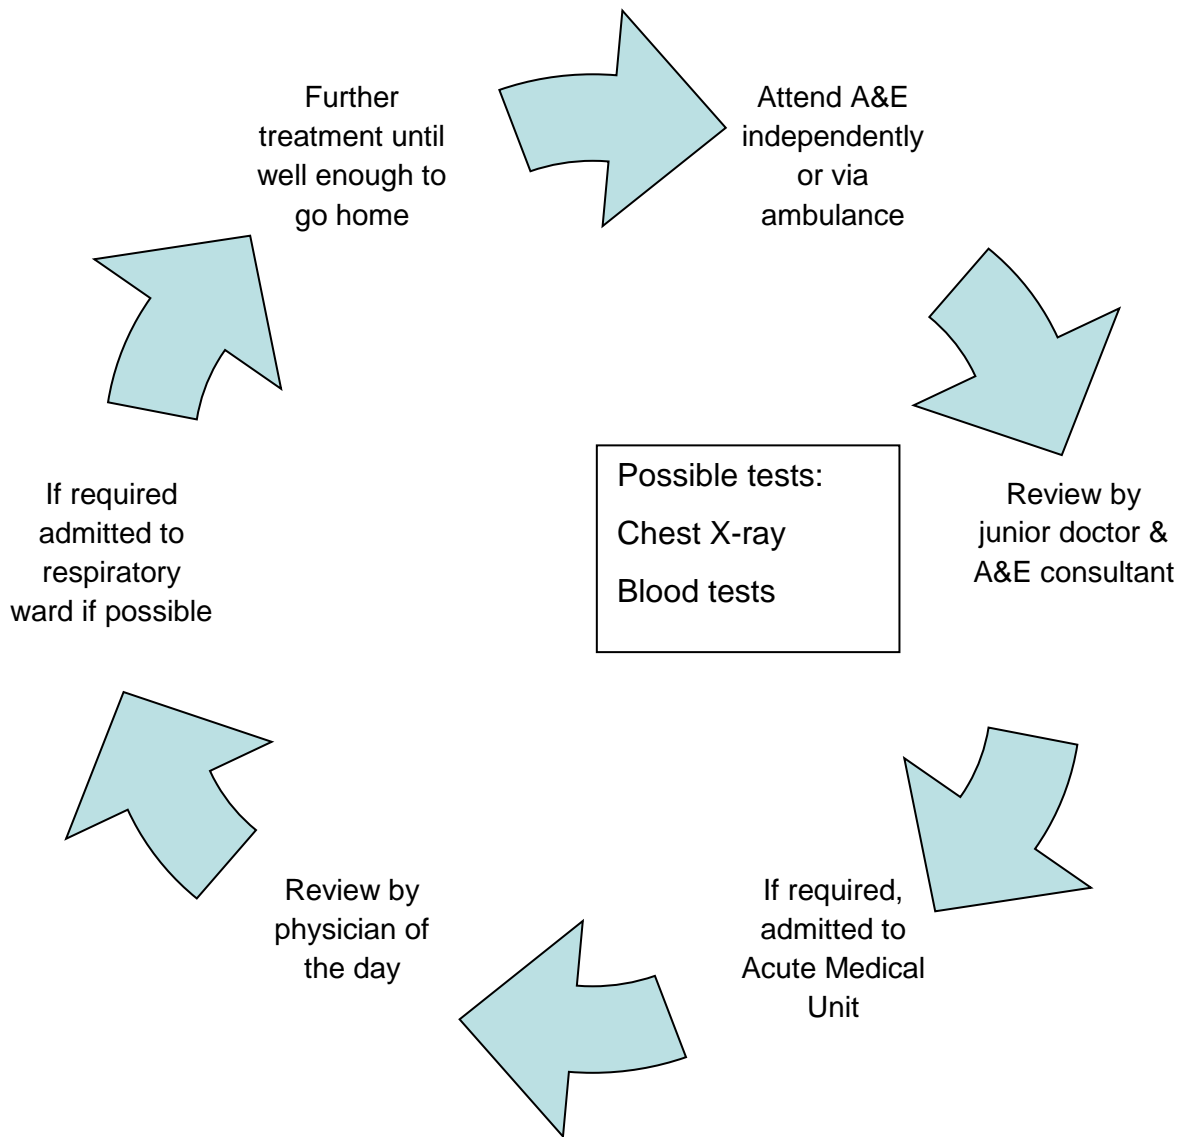 Attend A&E
independently
or via
ambulance
Review by
junior doctor &
A&E consultant
If required,
admitted to
Acute Medical
Unit
Review by
physician of
the day
If required
admitted to
respiratory
ward if possible
Further
treatment until
well enough to
go home
Possible tests:
Chest X-ray
Blood tests